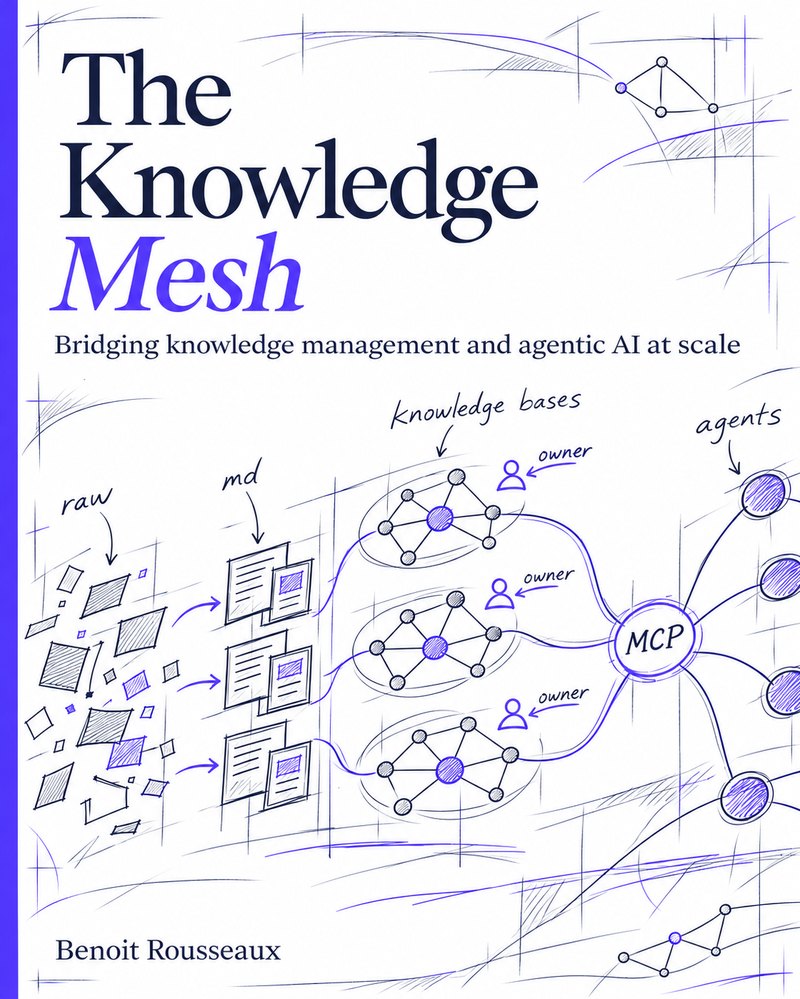 The
Knowledge
Mesh
Bridging knowledge management and agentic AI at scale
knowledge bases
agents
owner
md
raw
owner
MCP
owner
Benoit Rousseaux